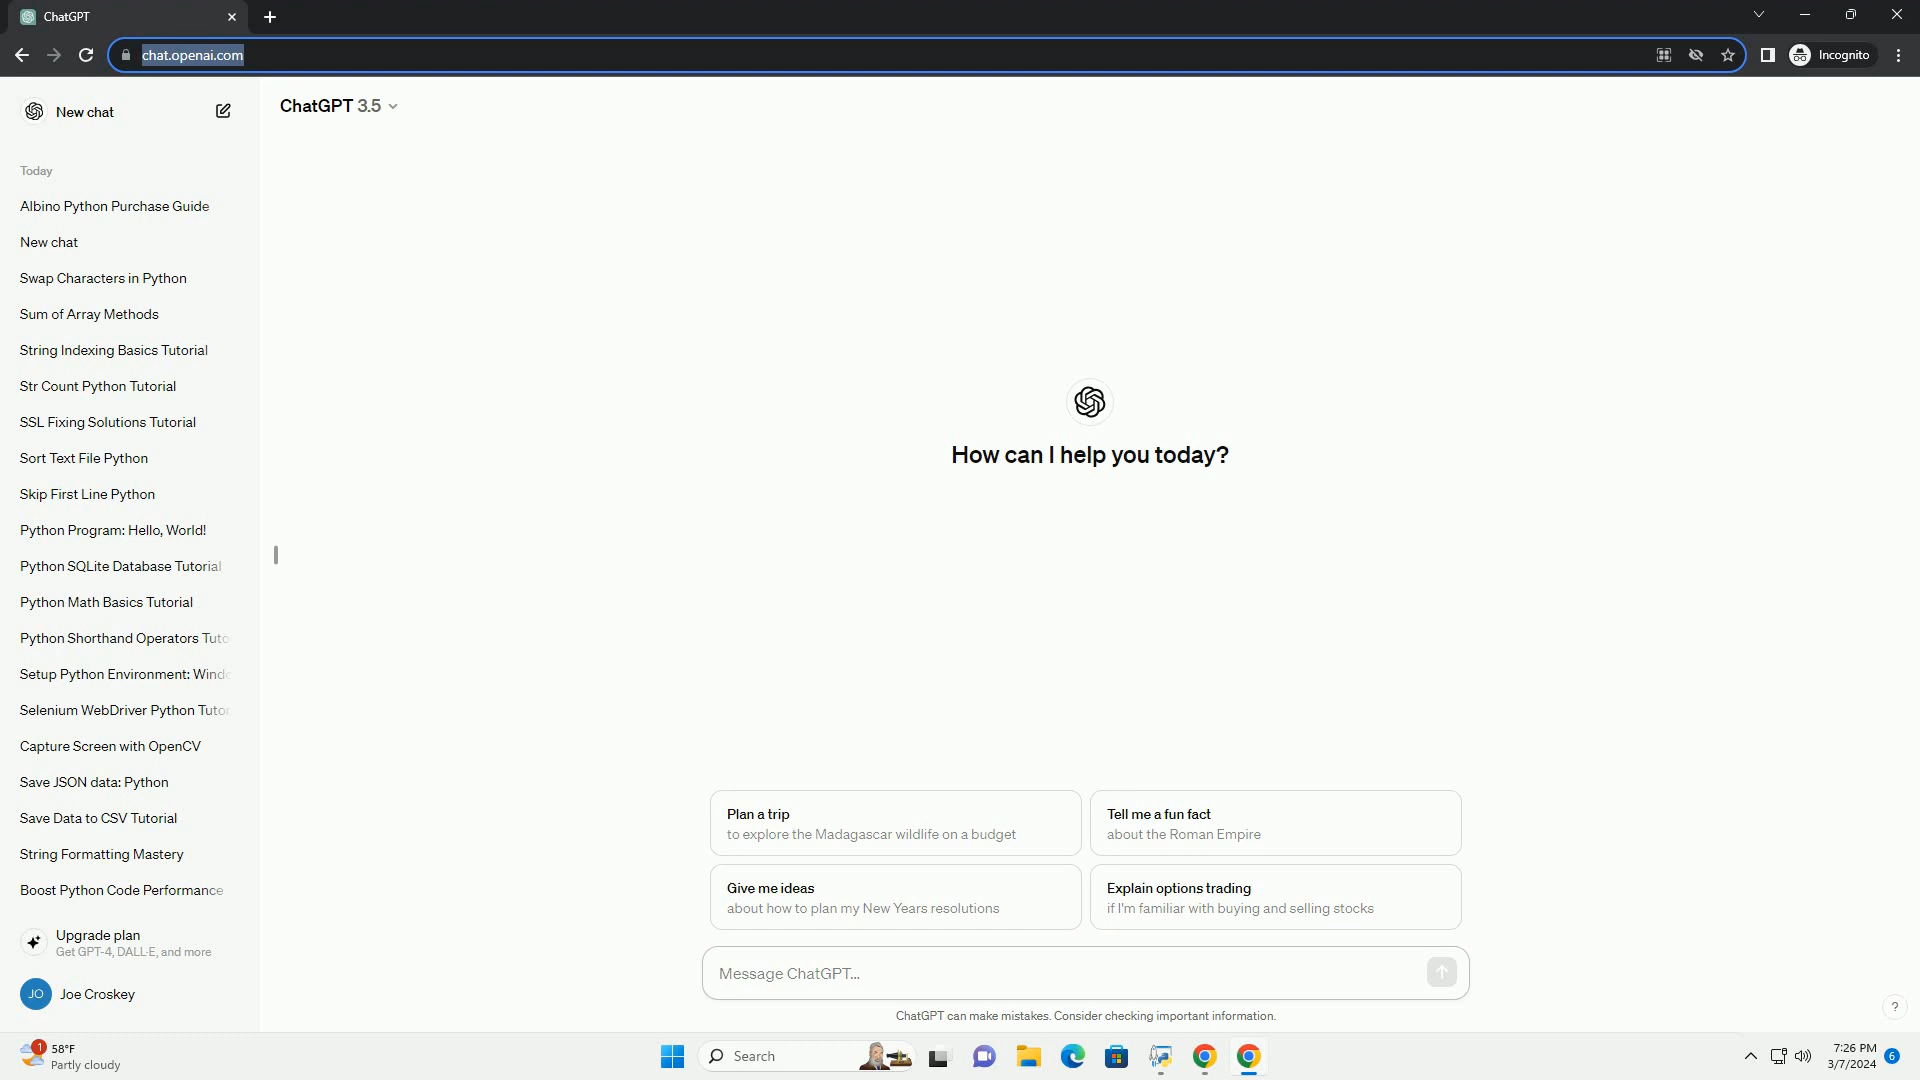 ChatGPT
chat.openai.com
Incognito
New chat
ChatGPT 3.5
Today
Albino Python Purchase Guide
New chat
Swap Characters in Python
Sum of Array Methods
String Indexing Basics Tutorial
Str Count Python Tutorial
SSL Fixing Solutions Tutorial
Sort Text File Python
Skip First Line Python
Python Program: Hello, World!
Python SQLite Database Tutorial
Python Math Basics Tutorial
Python Shorthand Operators Tuto
Setup Python Environment: Wind
Selenium WebDriver Python Tutor
Capture Screen with OpenCV
Save JSON data: Python
Save Data to CSV Tutorial
String Formatting Mastery
Boost Python Code Performance
Upgrade plan
Get GPT-4, DALL·E, and more
JO Joe Croskey
How can I help you today?
Plan a trip
to explore the Madagascar wildlife on a budget
Tell me a fun fact
about the Roman Empire
Give me ideas
about how to plan my New Years resolutions
Explain options trading
if I'm familiar with buying and selling stocks
Message ChatGPT...
ChatGPT can make mistakes. Consider checking important information.
?
1
58°F
Partly cloudy
Search
7:26 PM
3/7/2024
6